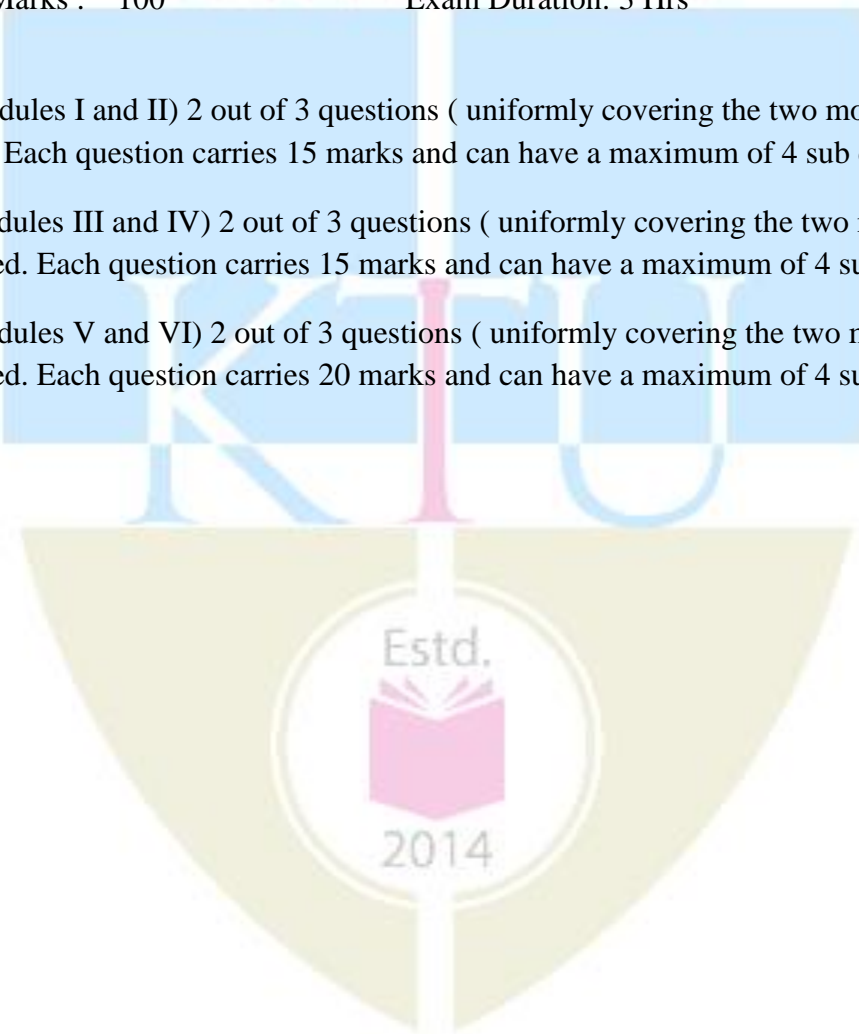 Marks : 100 Exam Duration: 3 Hrs
dules I and II) 2 out of 3 questions ( uniformly covering the two mo
Each question carries 15 marks and can have a maximum of 4 sub
dules III and IV) 2 out of 3 questions ( uniformly covering the two
ed. Each question carries 15 marks and can have a maximum of 4 su
dules V and VI) 2 out of 3 questions ( uniformly covering the two
ed. Each question carries 20 marks and can have a maximum of 4 su
KTU
Estd.
2014